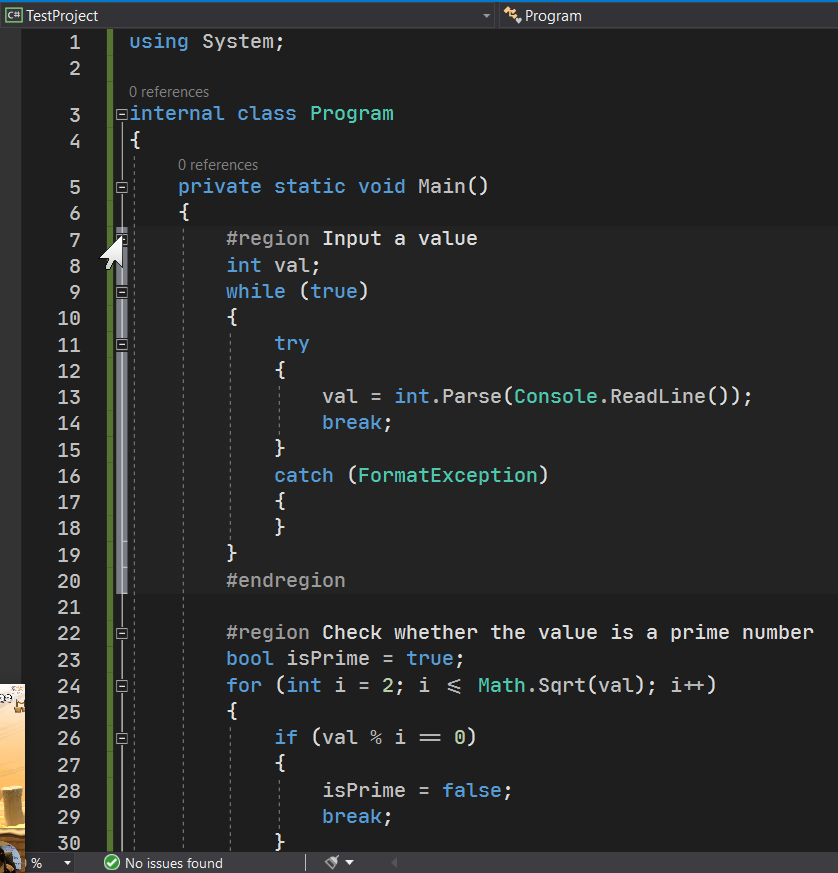 C# TestProject Program
1 using System;
2
0 references
3 internal class Program
4 {
0 references
5 private static void Main()
6 {
7 #region Input a value
8 int val;
9 while (true)
10 {
11 try
12 {
13 val = int.Parse(Console.ReadLine());
14 break;
15 }
16 catch (FormatException)
17 {
18 }
19 }
20 #endregion
21
22 #region Check whether the value is a prime number
23 bool isPrime = true;
24 for (int i = 2; i <= Math.Sqrt(val); i++)
25 {
26 if (val % i == 0)
27 {
28 isPrime = false;
29 break;
30 }
% No issues found